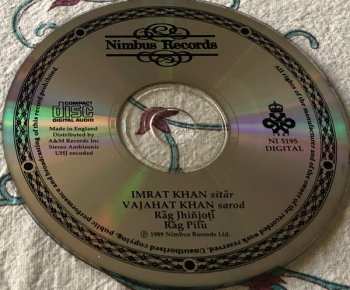 Nimbus Records
COMPACT
disc
DIGITAL AUDIO
Made in England
Distributed by
A&M Records Inc
Stereo Ambisonic
UHJ encoded
NI 5195
DIGITAL
IMRAT KHAN sitār
VAJAHAT KHAN sarod
Rāg Jhiñjoṭī
Rāg Pīlū
℗ © 1989 Nimbus Records Ltd.
All rights of the manufacturer and of the owner of the recorded work reserved. Unauthorised copying, public performance and broadcasting of this record prohibited